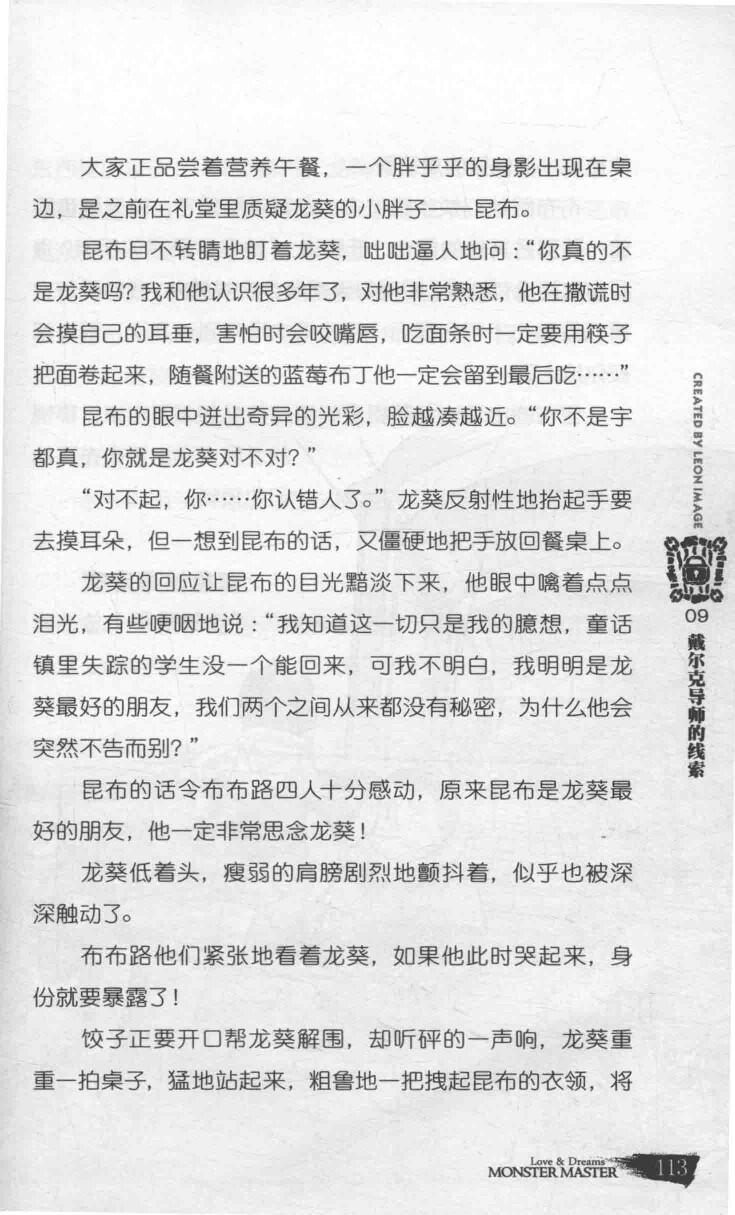 大家正品尝着营养午餐，一个胖乎乎的身影出现在桌
边，是之前在礼堂里质疑龙葵的小胖子——昆布。
昆布目不转睛地盯着龙葵，咄咄逼人地问：“你真的不
是龙葵吗？我和他认识很多年了，对他非常熟悉，他在撒谎时
会摸自己的耳垂，害怕时会咬嘴唇，吃面条时一定要用筷子
把面卷起来，随餐附送的蓝莓布丁他一定会留到最后吃……”
昆布的眼中迸出奇异的光彩，脸越凑越近。“你不是宇
都真，你就是龙葵对不对？”
“对不起，你……你认错人了。”龙葵反射性地抬起手要
去摸耳朵，但一想到昆布的话，又僵硬地把手放回餐桌上。
龙葵的回应让昆布的目光黯淡下来，他眼中噙着点点
泪光，有些哽咽地说：“我知道这一切只是我的臆想，童话
镇里失踪的学生没一个能回来，可我不明白，我明明是龙
葵最好的朋友，我们两个之间从来都没有秘密，为什么他会
突然不告而别？”
昆布的话令布布路四人十分感动，原来昆布是龙葵最
好的朋友，他一定非常思念龙葵！
龙葵低着头，瘦弱的肩膀剧烈地颤抖着，似乎也被深
深触动了。
布布路他们紧张地看着龙葵，如果他此时哭起来，身
份就要暴露了！
饺子正要开口帮龙葵解围，却听砰的一声响，龙葵重
重一拍桌子，猛地站起来，粗鲁地一把拽起昆布的衣领，将
CREATED BY LEON IMAGE
09
戴尔克导师的线索
Love & Dreams
MONSTER MASTER
113